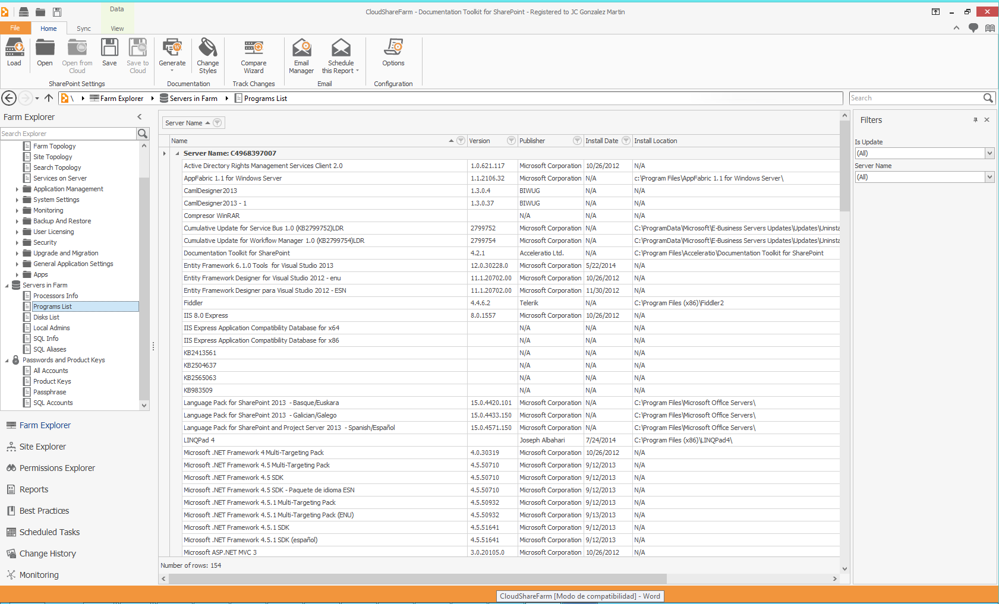 Data
CloudShareFarm - Documentation Toolkit for SharePoint - Registered to JC Gonzalez Martin
File Home Sync View
Load Open Open from Cloud Save Save to Cloud Generate Change Styles Compare Wizard Email Manager Schedule this Report Options
SharePoint Settings Documentation Track Changes Email Configuration
\ Farm Explorer Servers in Farm Programs List
Search
Farm Explorer
Search Explorer
Farm Topology
Site Topology
Search Topology
Services on Server
Application Management
System Settings
Monitoring
Backup And Restore
User Licensing
Security
Upgrade and Migration
General Application Settings
Apps
Servers in Farm
Processors Info
Programs List
Disks List
Local Admins
SQL Info
SQL Aliases
Passwords and Product Keys
All Accounts
Product Keys
Passphrase
SQL Accounts
Farm Explorer
Site Explorer
Permissions Explorer
Reports
Best Practices
Scheduled Tasks
Change History
Monitoring
Server Name
Name Version Publisher Install Date Install Location
Server Name: C4968397007
Active Directory Rights Management Services Client 2.0 1.0.621.117 Microsoft Corporation 10/26/2012 N/A
AppFabric 1.1 for Windows Server 1.1.2106.32 Microsoft Corporation N/A c:\Program Files\AppFabric 1.1 for Windows Server\
CamlDesigner2013 1.3.0.4 BIWUG N/A N/A
CamlDesigner2013 - 1 1.3.0.37 BIWUG N/A N/A
Compresor WinRAR N/A N/A N/A
Cumulative Update for Service Bus 1.0 (KB2799752)LDR 2799752 Microsoft Corporation N/A C:\ProgramData\Microsoft\E-Business Servers Updates\Updates\Uninsta
Cumulative Update for Workflow Manager 1.0 (KB2799754)LDR 2799754 Microsoft Corporation N/A C:\ProgramData\Microsoft\E-Business Servers Updates\Updates\Uninsta
Documentation Toolkit for SharePoint 4.2.1 Acceleratio Ltd. N/A C:\Program Files\Acceleratio\Documentation Toolkit for SharePoint
Entity Framework 6.1.0 Tools for Visual Studio 2013 12.0.30228.0 Microsoft Corporation 5/22/2014 N/A
Entity Framework Designer for Visual Studio 2012 - enu 11.1.20702.00 Microsoft Corporation 10/26/2012 N/A
Entity Framework Designer para Visual Studio 2012 - ESN 11.1.20702.00 Microsoft Corporation 11/30/2012 N/A
Fiddler 4.4.6.2 Telerik N/A C:\Program Files (x86)\Fiddler2
IIS 8.0 Express 8.0.1557 Microsoft Corporation 10/26/2012 N/A
IIS Express Application Compatibility Database for x64 N/A N/A N/A
IIS Express Application Compatibility Database for x86 N/A N/A N/A
KB2413561 N/A N/A N/A
KB2504637 N/A N/A N/A
KB2565063 N/A N/A N/A
KB983509 N/A N/A N/A
Language Pack for SharePoint 2013 - Basque/Euskara 15.0.4420.101 Microsoft Corporation N/A C:\Program Files\Microsoft Office Servers\
Language Pack for SharePoint 2013 - Galician/Galego 15.0.4433.150 Microsoft Corporation N/A C:\Program Files\Microsoft Office Servers\
Language Pack for SharePoint and Project Server 2013 - Spanish/Español 15.0.4571.150 Microsoft Corporation N/A C:\Program Files\Microsoft Office Servers\
LINQPad 4 Joseph Albahari 7/24/2014 C:\Program Files (x86)\LINQPad4\
Microsoft .NET Framework 4 Multi-Targeting Pack 4.0.30319 Microsoft Corporation 10/26/2012 N/A
Microsoft .NET Framework 4.5 Multi-Targeting Pack 4.5.50710 Microsoft Corporation 9/12/2013 N/A
Microsoft .NET Framework 4.5 SDK 4.5.50710 Microsoft Corporation 9/12/2013 N/A
Microsoft .NET Framework 4.5 SDK - Paquete de idioma ESN 4.5.50710 Microsoft Corporation 9/12/2013 N/A
Microsoft .NET Framework 4.5.1 Multi-Targeting Pack 4.5.50932 Microsoft Corporation 9/12/2013 N/A
Microsoft .NET Framework 4.5.1 Multi-Targeting Pack (ENU) 4.5.50932 Microsoft Corporation 9/13/2013 N/A
Microsoft .NET Framework 4.5.1 SDK 4.5.51641 Microsoft Corporation 9/12/2013 N/A
Microsoft .NET Framework 4.5.1 SDK (español) 4.5.51641 Microsoft Corporation 9/12/2013 N/A
Microsoft ASP.NET MVC 3 3.0.20105.0 Microsoft Corporation 10/26/2012 N/A
Number of rows: 154
Filters
Is Update
(All)
Server Name
(All)
CloudShareFarm [Modo de compatibilidad] - Word